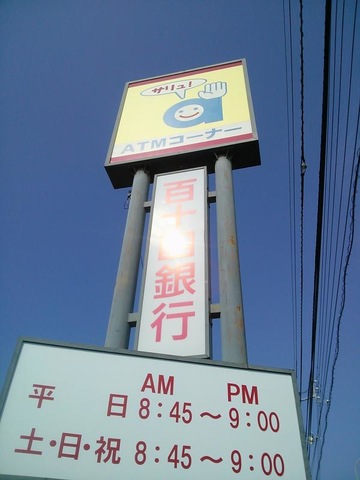 サリュ!
ATMコーナー
百十四銀行
AM PM
平日 8:45～9:00
土・日・祝 8:45～9:00